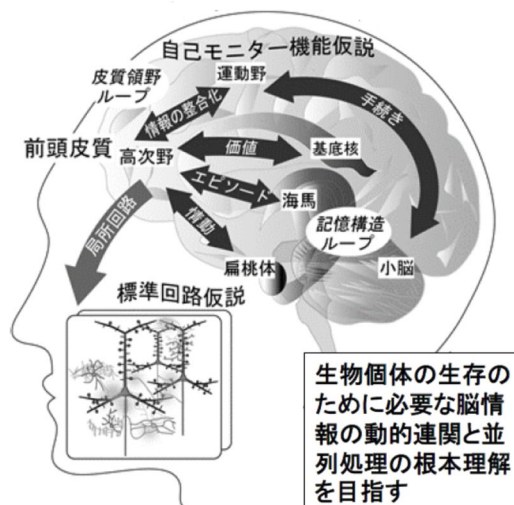 自己モニター機能仮説
皮質領野
ループ
運動野
情報の整合化
手続き
前頭皮質
高次野
価値
基底核
エピソード
海馬
情動
記憶構造
ループ
局所回路
扁桃体
小脳
標準回路仮説
生物個体の生存の
ために必要な脳情
報の動的連関と並
列処理の根本理解
を目指す